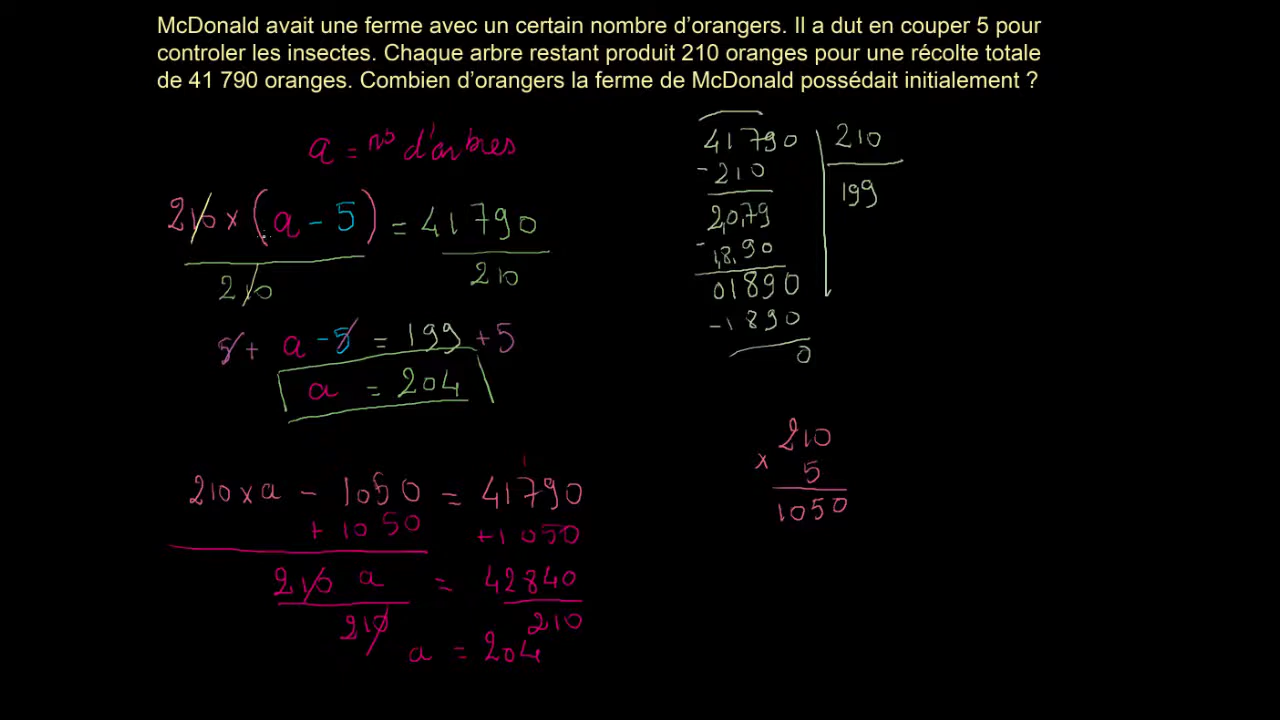 McDonald avait une ferme avec un certain nombre d'orangers. Il a dut en couper 5 pour
controler les insectes. Chaque arbre restant produit 210 oranges pour une récolte totale
de 41 790 oranges. Combien d'orangers la ferme de McDonald possédait initialement ?
a = nb d'arbres
210 × (a - 5) = 41790
210 210
5 + a - 5 = 199 + 5
a = 204
210 × a - 1050 = 41790
+ 1050 + 1050
210 a = 42840
210 210
a = 204
41790 210
- 210 199
2079
- 1890
01890
- 1890
0
210
× 5
1050